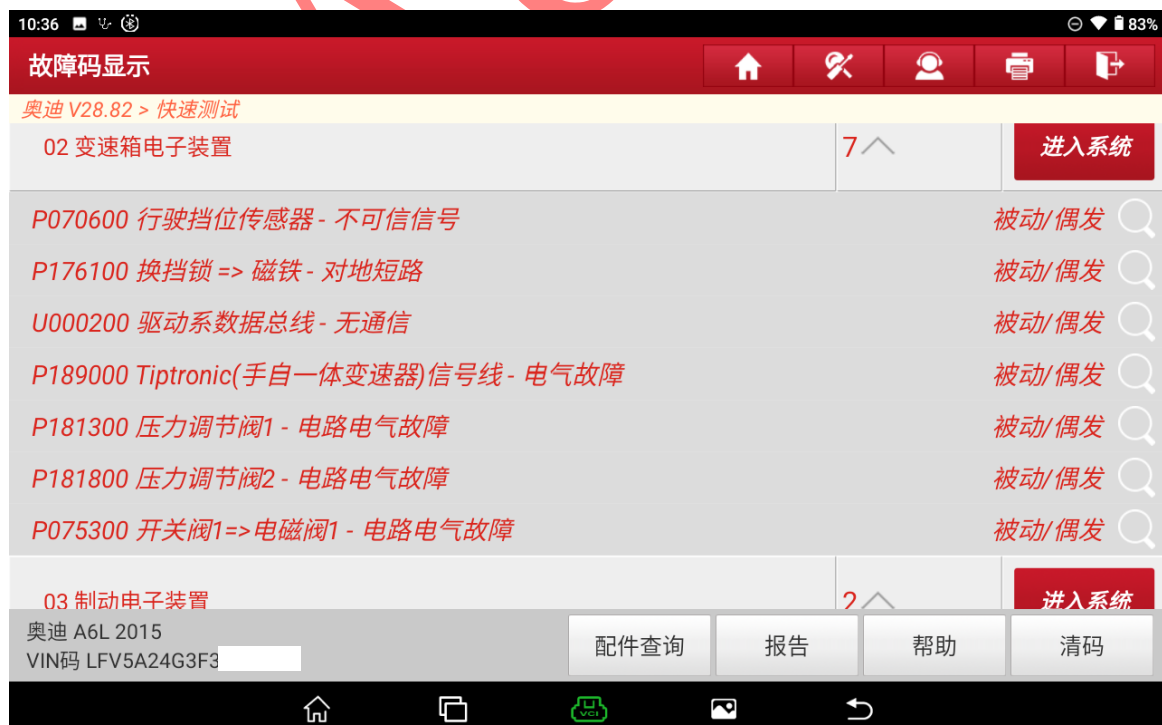 10:36
83%
故障码显示
奥迪 V28.82 > 快速测试
02 变速箱电子装置 7 进入系统
P070600 行驶挡位传感器 - 不可信信号 被动/偶发
P176100 换挡锁 => 磁铁 - 对地短路 被动/偶发
U000200 驱动系数据总线 - 无通信 被动/偶发
P189000 Tiptronic(手自一体变速器)信号线 - 电气故障 被动/偶发
P181300 压力调节阀1 - 电路电气故障 被动/偶发
P181800 压力调节阀2 - 电路电气故障 被动/偶发
P075300 开关阀1=>电磁阀1 - 电路电气故障 被动/偶发
03 制动电子装置 2 进入系统
奥迪 A6L 2015
VIN码 LFV5A24G3F3
配件查询 报告 帮助 清码
VCI